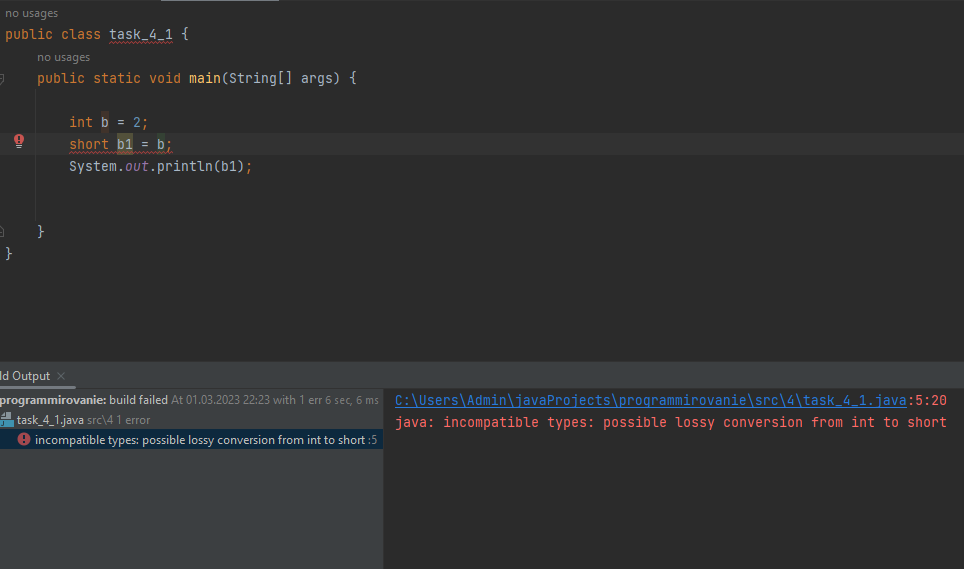 no usages
public class task_4_1 {
no usages
public static void main(String[] args) {
int b = 2;
short b1 = b;
System.out.println(b1);
}
}
ld Output
programmirovanie: build failed At 01.03.2023 22:23 with 1 err 6 sec, 6 ms
task_4_1.java src\4 1 error
incompatible types: possible lossy conversion from int to short :5
C:\Users\Admin\javaProjects\programmirovanie\src\4\task_4_1.java:5:20
java: incompatible types: possible lossy conversion from int to short